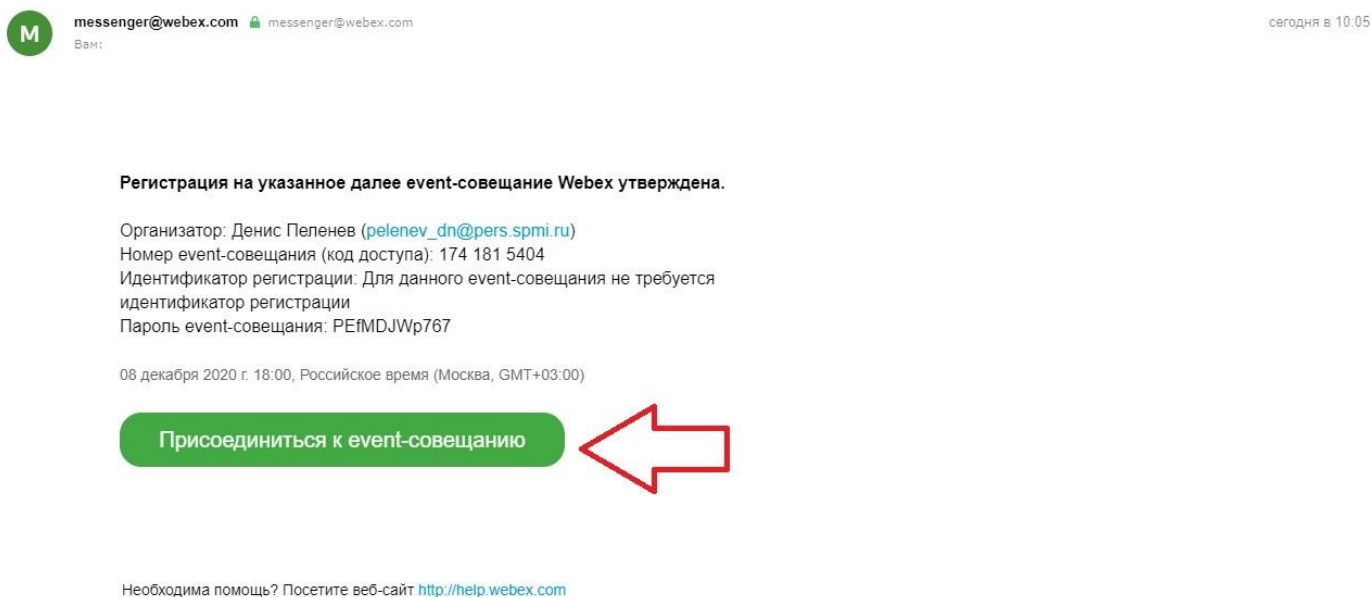 М
messenger@webex.com messenger@webex.com
сегодня в 10:05
Вам:
Регистрация на указанное далее event-совещание Webex утверждена.
Организатор: Денис Пеленев (pelenev_dn@pers.spmi.ru)
Номер event-совещания (код доступа): 174 181 5404
Идентификатор регистрации: Для данного event-совещания не требуется
идентификатор регистрации
Пароль event-совещания: PEfMDJWp767
08 декабря 2020 г. 18:00, Российское время (Москва, GMT+03:00)
Присоединиться к event-совещанию
Необходима помощь? Посетите веб-сайт http://help.webex.com